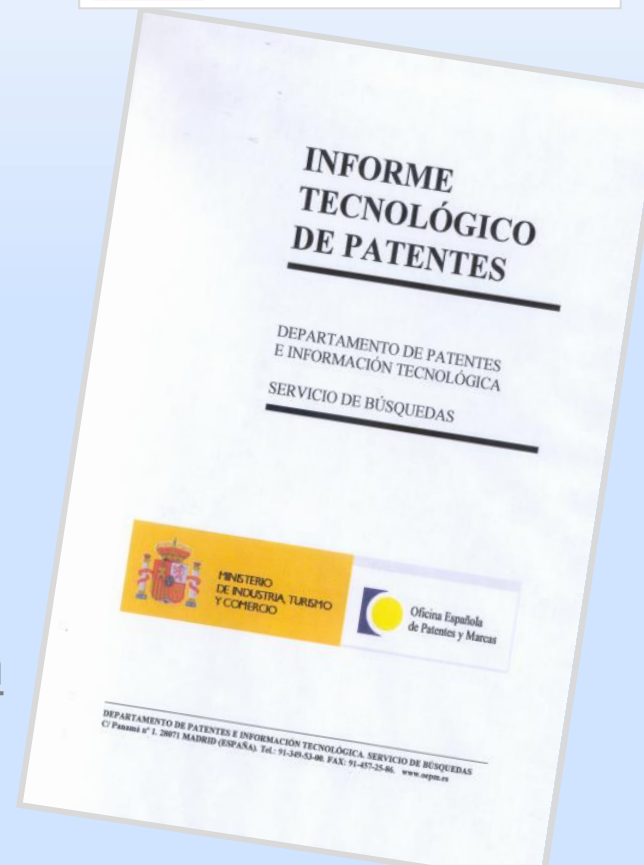 INFORME
TECNOLÓGICO
DE PATENTES
DEPARTAMENTO DE PATENTES
E INFORMACIÓN TECNOLÓGICA
SERVICIO DE BÚSQUEDAS
MINISTERIO
DE INDUSTRIA, TURISMO
Y COMERCIO
Oficina Española
de Patentes y Marcas
DEPARTAMENTO DE PATENTES E INFORMACIÓN TECNOLÓGICA. SERVICIO DE BÚSQUEDAS
C/ Panamá nº 1. 28071 MADRID (ESPAÑA). Tel.: 91-349-53-00. FAX: 91-457-25-86. www.oepm.es